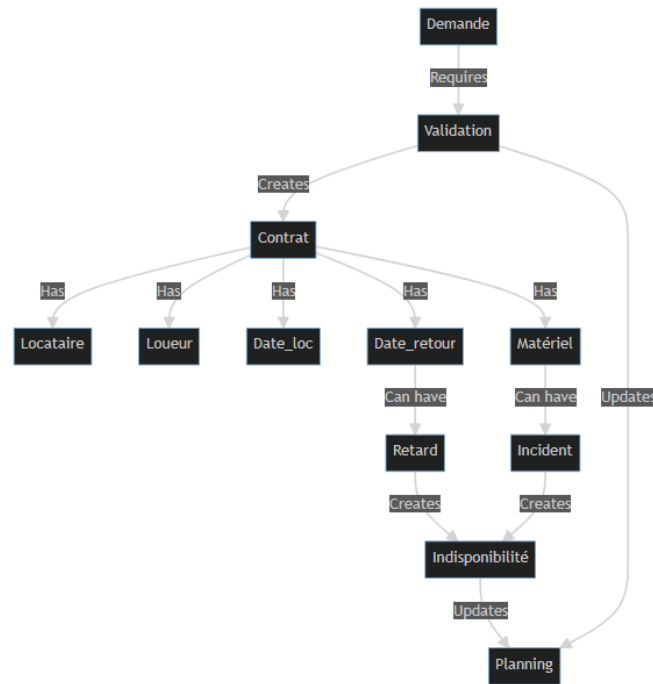 Demande
Requires
Validation
Creates
Contrat
Has
Has
Has
Has
Has
Locataire
Loueur
Date_loc
Date_retour
Matériel
Can have
Can have
Updates
Retard
Incident
Creates
Creates
Indisponibilité
Updates
Planning